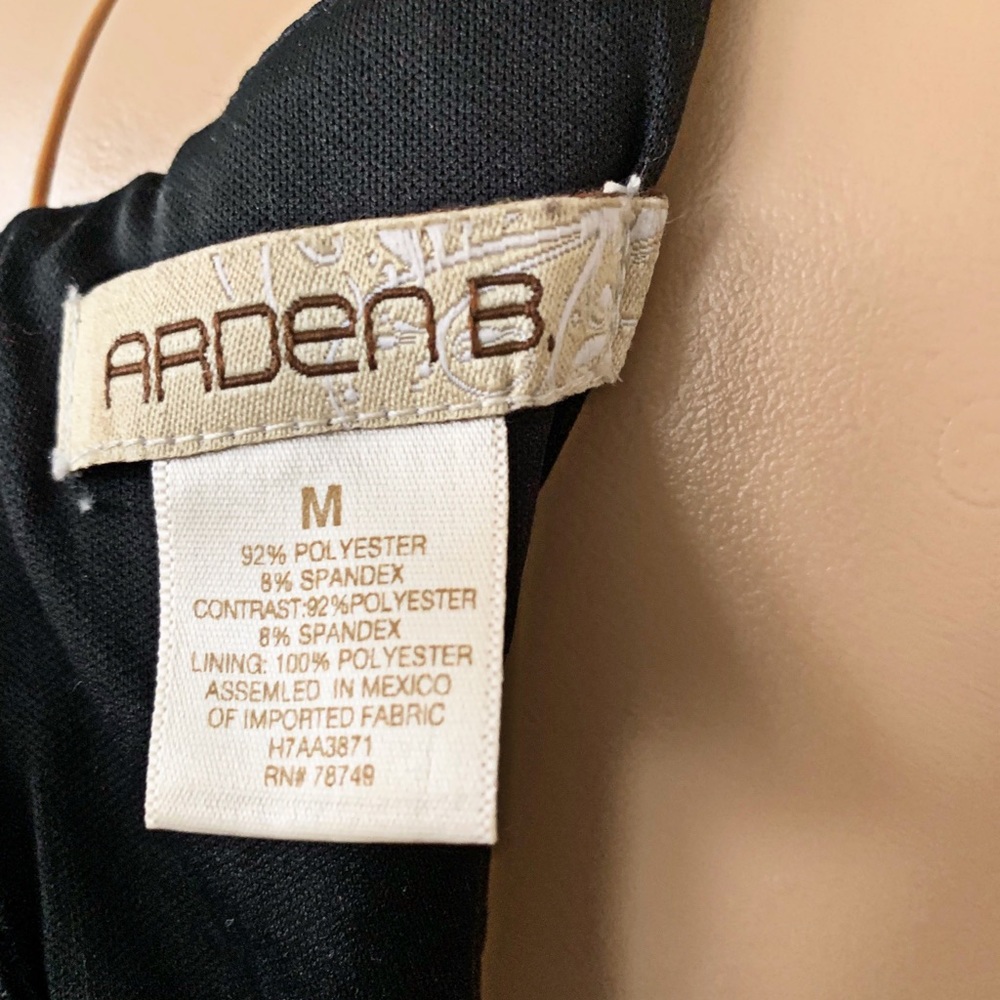 ARDEN B.
M
92% POLYESTER
8% SPANDEX
CONTRAST:92%POLYESTER
8% SPANDEX
LINING: 100% POLYESTER
ASSEMLED IN MEXICO
OF IMPORTED FABRIC
H7AA3871
RN# 78749